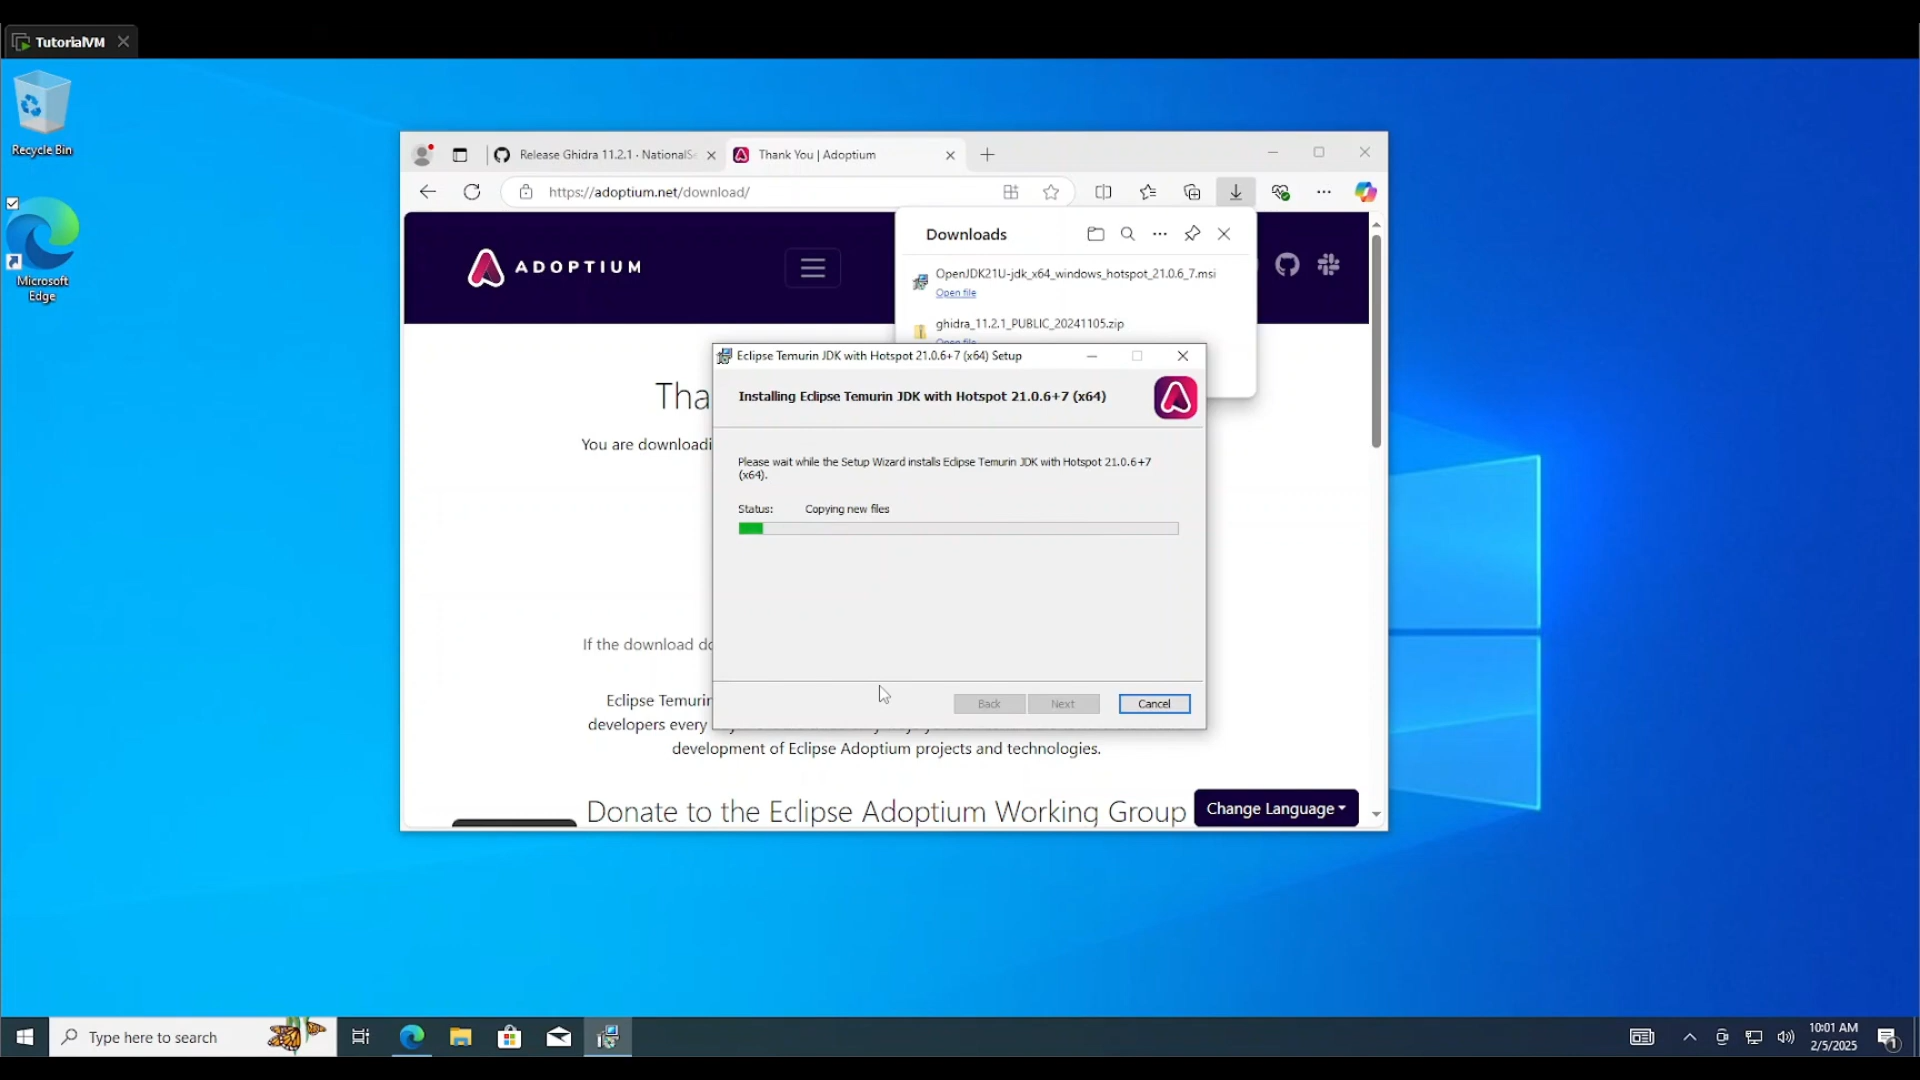 TutorialVM
Recycle Bin
Microsoft
Edge
Release Ghidra 11.2.1 · NationalSe
Thank You | Adoptium
https://adoptium.net/download/
ADOPTIUM
Downloads
OpenJDK21U-jdk_x64_windows_hotspot_21.0.6_7.msi
Open file
ghidra_11.2.1_PUBLIC_20241105.zip
Open file
Tha
You are downloadi
Eclipse Temurin JDK with Hotspot 21.0.6+7 (x64) Setup
Installing Eclipse Temurin JDK with Hotspot 21.0.6+7 (x64)
Please wait while the Setup Wizard installs Eclipse Temurin JDK with Hotspot 21.0.6+7
(x64).
Status: Copying new files
Back Next Cancel
If the download do
Eclipse Temurin
developers every
development of Eclipse Adoptium projects and technologies.
Donate to the Eclipse Adoptium Working Group
Change Language
Type here to search
10:01 AM
2/5/2025
1